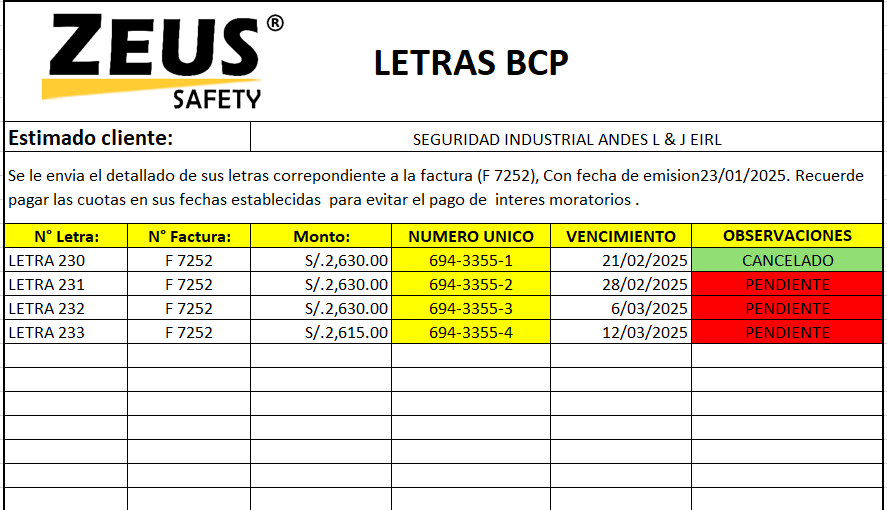 ZEUS®
SAFETY
LETRAS BCP
Estimado cliente: SEGURIDAD INDUSTRIAL ANDES L & J EIRL
Se le envia el detallado de sus letras correpondiente a la factura (F 7252), Con fecha de emision23/01/2025. Recuerde
pagar las cuotas en sus fechas establecidas para evitar el pago de interes moratorios .
N° Letra: N° Factura: Monto: NUMERO UNICO VENCIMIENTO OBSERVACIONES
LETRA 230 F 7252 S/.2,630.00 694-3355-1 21/02/2025 CANCELADO
LETRA 231 F 7252 S/.2,630.00 694-3355-2 28/02/2025 PENDIENTE
LETRA 232 F 7252 S/.2,630.00 694-3355-3 6/03/2025 PENDIENTE
LETRA 233 F 7252 S/.2,615.00 694-3355-4 12/03/2025 PENDIENTE